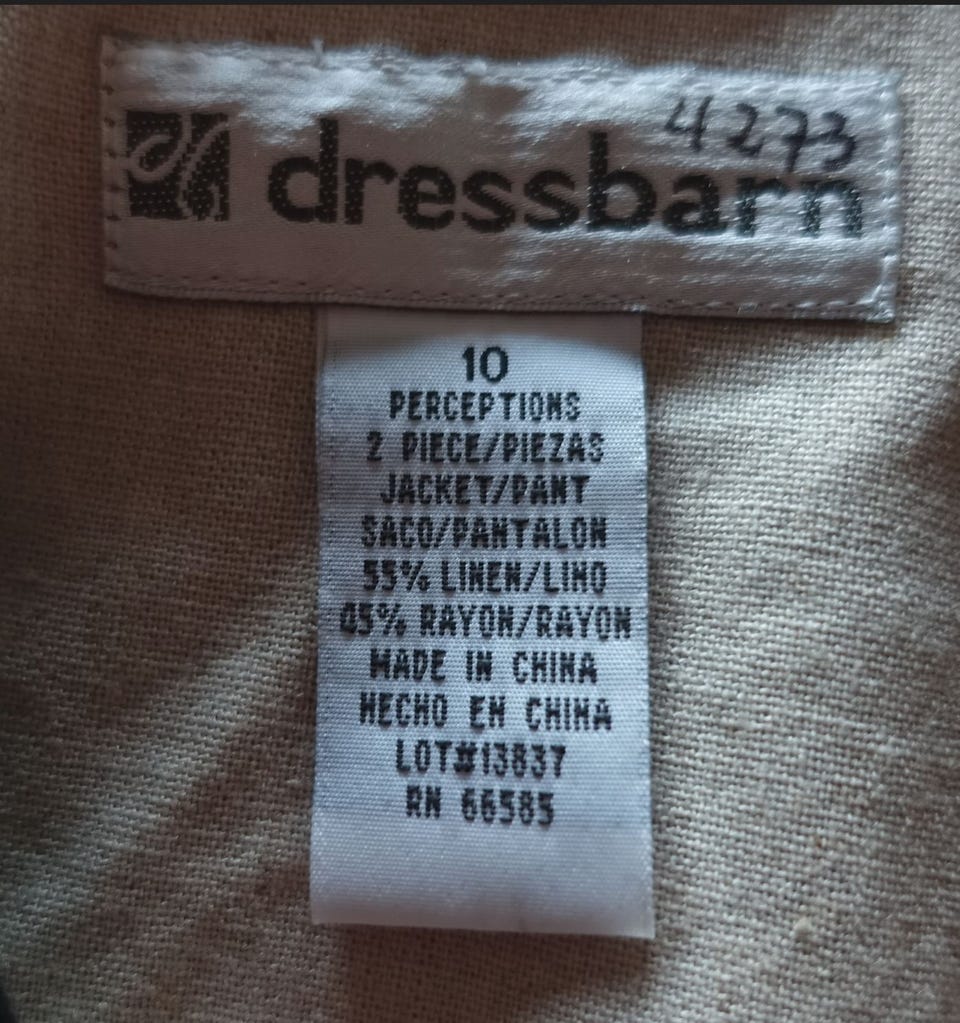 4273
dressbarn
10
PERCEPTIONS
2 PIECE/PIEZAS
JACKET/PANT
SACO/PANTALON
55% LINEN/LINO
45% RAYON/RAYON
MADE IN CHINA
HECHO EN CHINA
LOT#13837
RN 66585